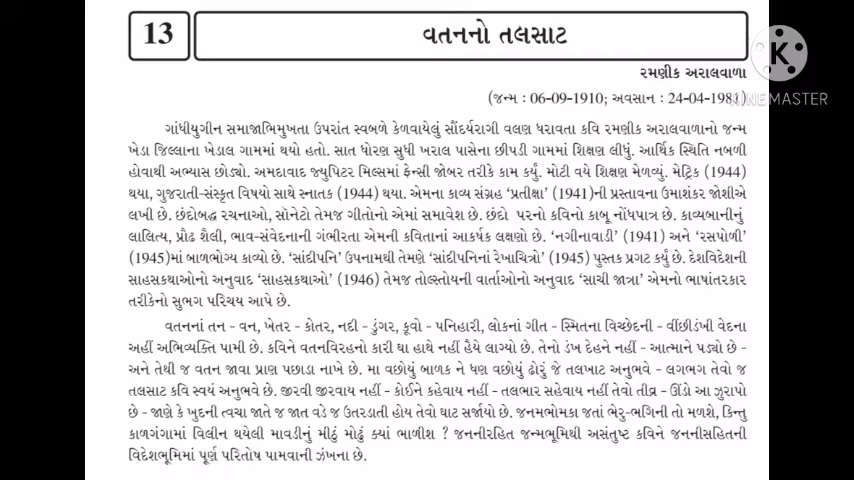 13
વતનનો તલસાટ
રમણીક અરાલવાળા
(જન્મ : 06-09-1910; અવસાન : 24-04-1981)
K
KINEMASTER
ગાંધીયુગીન સમાજાભિમુખતા ઉપરાંત સ્વબળે કેળવાયેલું સૌંદર્યરાગી વલણ ધરાવતા કવિ રમણીક અરાલવાળાનો જન્મ
ખેડા જિલ્લાના ખેડાલ ગામમાં થયો હતો. સાત ધોરણ સુધી ખરાલ પાસેના છીપડી ગામમાં શિક્ષણ લીધું. આર્થિક સ્થિતિ નબળી
હોવાથી અભ્યાસ છોડ્યો. અમદાવાદ જ્યુપિટર મિલ્સમાં ફેન્સી જોબર તરીકે કામ કર્યું. મોટી વયે શિક્ષણ મેળવ્યું. મેટ્રિક (1944)
થયા, ગુજરાતી-સંસ્કૃત વિષયો સાથે સ્નાતક (1944) થયા. એમના કાવ્ય સંગ્રહ ‘પ્રતીક્ષા’ (1941)ની પ્રસ્તાવના ઉમાશંકર જોશીએ
લખી છે. છંદોબદ્ધ રચનાઓ, સૉનેટો તેમજ ગીતોનો એમાં સમાવેશ છે. છંદો પરનો કવિનો કાબૂ નોંધપાત્ર છે. કાવ્યબાનીનું
લાલિત્ય, પ્રૌઢ શૈલી, ભાવ-સંવેદનાની ગંભીરતા એમની કવિતાનાં આકર્ષક લક્ષણો છે. ‘નગીનાવાડી’ (1941) અને ‘રસપોળી’
(1945)માં બાળભોગ્ય કાવ્યો છે. ‘સાંદીપનિ’ ઉપનામથી તેમણે ‘સાંદીપનિનાં રેખાચિત્રો’ (1945) પુસ્તક પ્રગટ કર્યું છે. દેશવિદેશની
સાહસકથાઓનો અનુવાદ ‘સાહસકથાઓ’ (1946) તેમજ તોલ્સ્તોયની વાર્તાઓનો અનુવાદ ‘સાચી જાત્રા’ એમનો ભાષાંતરકાર
તરીકેનો સુભગ પરિચય આપે છે.
વતનનાં તન - વન, ખેતર - કોતર, નદી - ડુંગર, કૂવો - પનિહારી, લોકનાં ગીત - સ્મિતના વિચ્છેદની - વીંછીડંખી વેદના
અહીં અભિવ્યક્તિ પામી છે. કવિને વતનવિરહનો કારી ઘા હાથે નહીં હૈયે લાગ્યો છે. તેનો ડંખ દેહને નહીં - આત્માને પડ્યો છે -
અને તેથી જ વતન જાવા પ્રાણ પછાડા નાખે છે. મા વછોયું બાળક ને ધણ વછોયું ઢોરું જે તલખાટ અનુભવે - લગભગ તેવો જ
તલસાટ કવિ સ્વયં અનુભવે છે. જીરવી જીરવાય નહીં - કોઈને કહેવાય નહીં - તલભાર સહેવાય નહીં તેવો તીવ્ર - ઊંડો આ ઝુરાપો
છે - જાણે કે ખુદની ત્વચા જાતે જ જાત વડે જ ઉતરડાતી હોય તેવો ઘાટ સર્જાયો છે. જનમભોમકા જતાં ભેરુ-ભગિની તો મળશે, કિન્તુ
કાળગંગામાં વિલીન થયેલી માવડીનું મીઠું મોઢું ક્યાં ભાળીશ ? જનનીરહિત જન્મભૂમિથી અસંતુષ્ટ કવિને જનનીસહિતની
વિદેશભૂમિમાં પૂર્ણ પરિતોષ પામવાની ઝંખના છે.